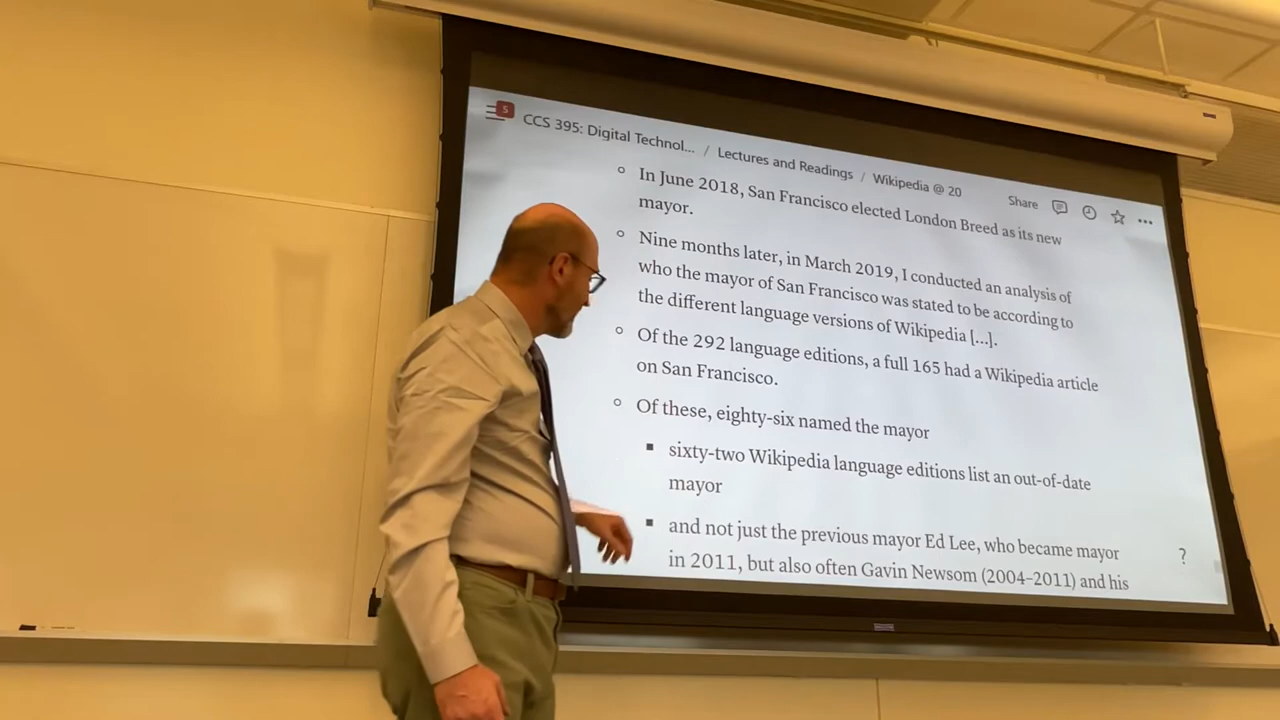 5
CCS 395: Digital Technol... / Lectures and Readings / Wikipedia @ 20
Share
In June 2018, San Francisco elected London Breed as its new
mayor.
Nine months later, in March 2019, I conducted an analysis of
who the mayor of San Francisco was stated to be according to
the different language versions of Wikipedia [...].
Of the 292 language editions, a full 165 had a Wikipedia article
on San Francisco.
Of these, eighty-six named the mayor
sixty-two Wikipedia language editions list an out-of-date
mayor
and not just the previous mayor Ed Lee, who became mayor
in 2011, but also often Gavin Newsom (2004–2011) and his
?